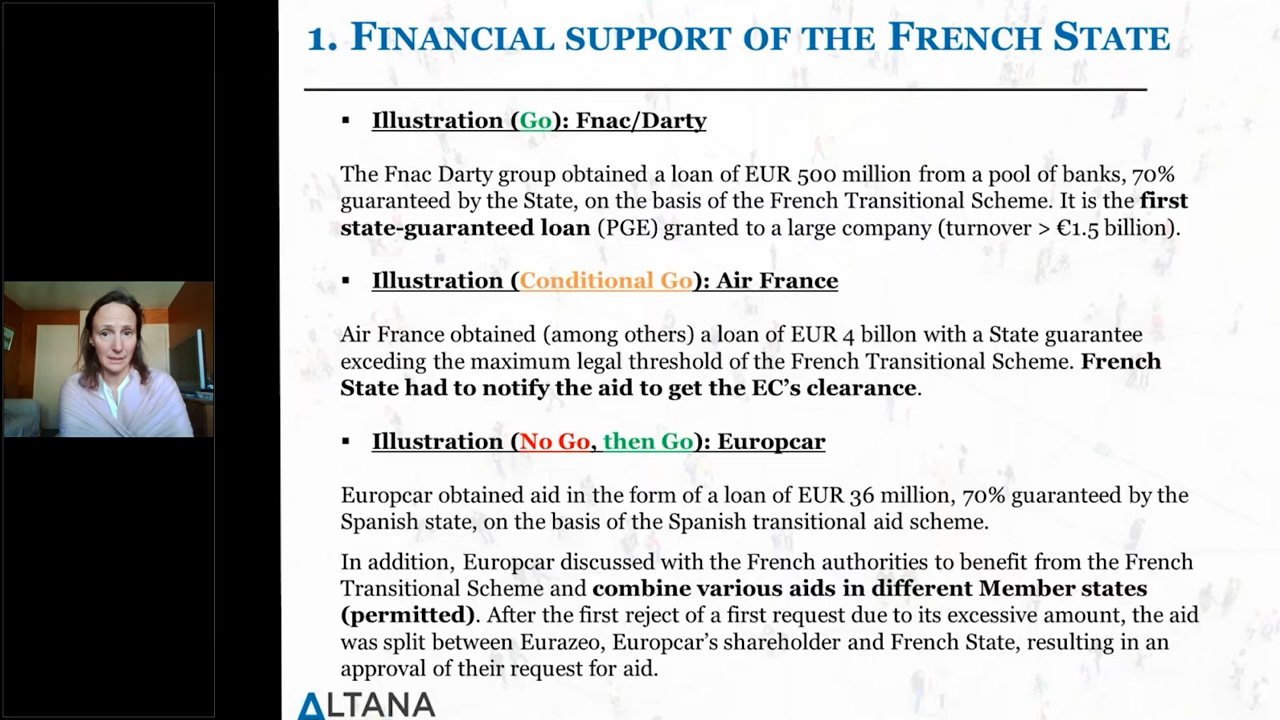 1. FINANCIAL SUPPORT OF THE FRENCH STATE
▪ Illustration (Go): Fnac/Darty
The Fnac Darty group obtained a loan of EUR 500 million from a pool of banks, 70%
guaranteed by the State, on the basis of the French Transitional Scheme. It is the first
state-guaranteed loan (PGE) granted to a large company (turnover > €1.5 billion).
▪ Illustration (Conditional Go): Air France
Air France obtained (among others) a loan of EUR 4 billon with a State guarantee
exceding the maximum legal threshold of the French Transitional Scheme. French
State had to notify the aid to get the EC's clearance.
▪ Illustration (No Go, then Go): Europcar
Europcar obtained aid in the form of a loan of EUR 36 million, 70% guaranteed by the
Spanish state, on the basis of the Spanish transitional aid scheme.
In addition, Europcar discussed with the French authorities to benefit from the French
Transitional Scheme and combine various aids in different Member states
(permitted). After the first reject of a first request due to its excessive amount, the aid
was split between Eurazeo, Europcar's shareholder and French State, resulting in an
approval of their request for aid.
ALTANA